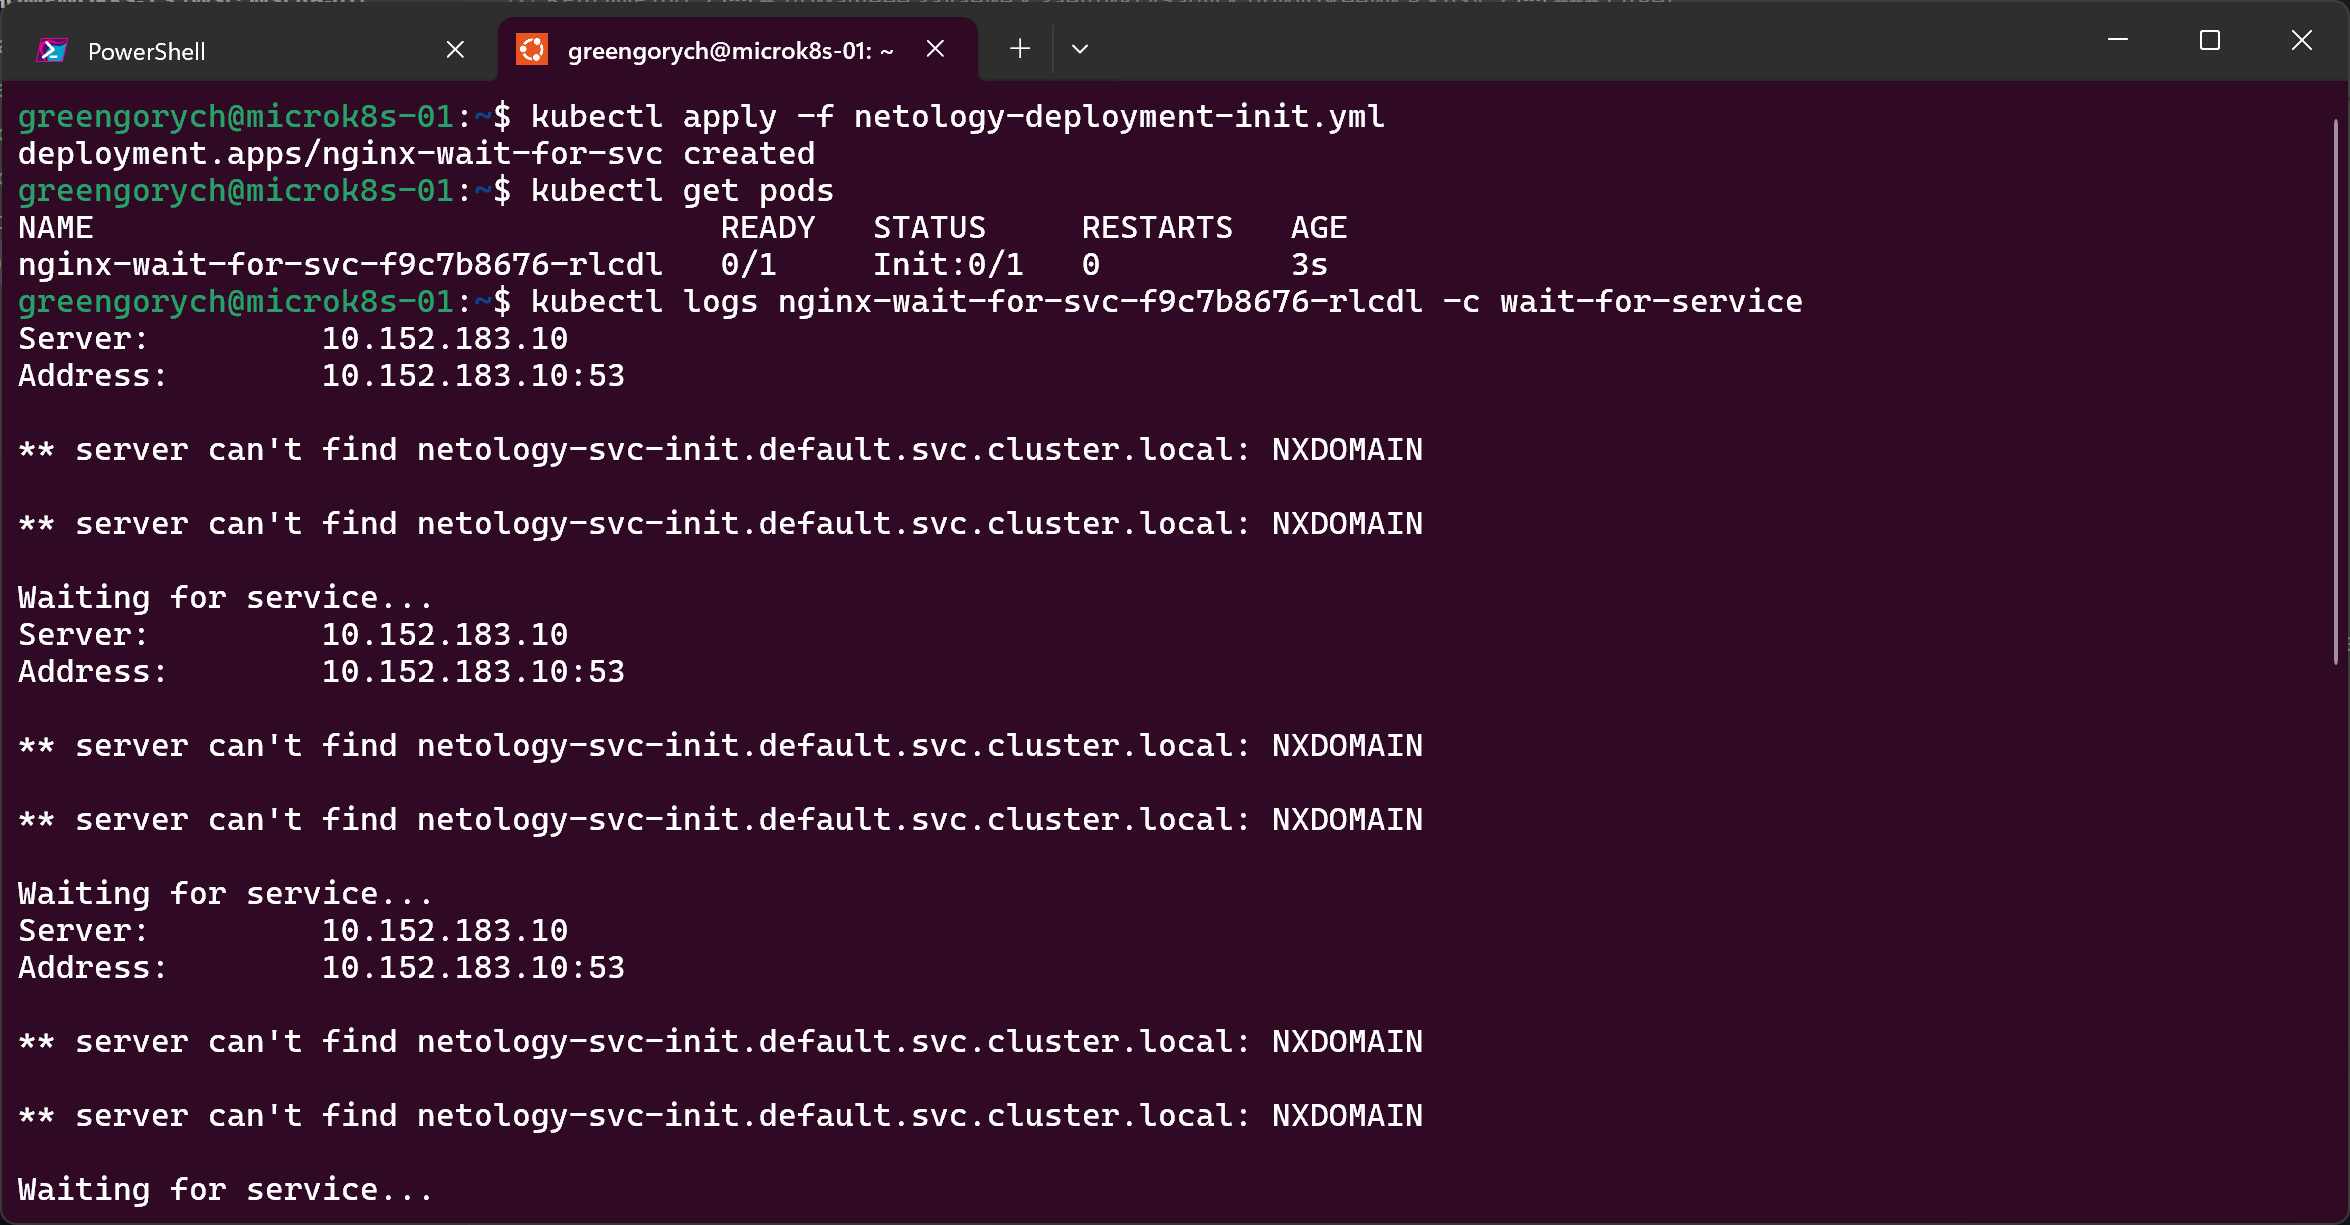 PowerShell
greengorych@microk8s-01: ~
greengorych@microk8s-01:~$ kubectl apply -f netology-deployment-init.yml
deployment.apps/nginx-wait-for-svc created
greengorych@microk8s-01:~$ kubectl get pods
NAME READY STATUS RESTARTS AGE
nginx-wait-for-svc-f9c7b8676-rlcdl 0/1 Init:0/1 0 3s
greengorych@microk8s-01:~$ kubectl logs nginx-wait-for-svc-f9c7b8676-rlcdl -c wait-for-service
Server: 10.152.183.10
Address: 10.152.183.10:53
** server can't find netology-svc-init.default.svc.cluster.local: NXDOMAIN
** server can't find netology-svc-init.default.svc.cluster.local: NXDOMAIN
Waiting for service...
Server: 10.152.183.10
Address: 10.152.183.10:53
** server can't find netology-svc-init.default.svc.cluster.local: NXDOMAIN
** server can't find netology-svc-init.default.svc.cluster.local: NXDOMAIN
Waiting for service...
Server: 10.152.183.10
Address: 10.152.183.10:53
** server can't find netology-svc-init.default.svc.cluster.local: NXDOMAIN
** server can't find netology-svc-init.default.svc.cluster.local: NXDOMAIN
Waiting for service...